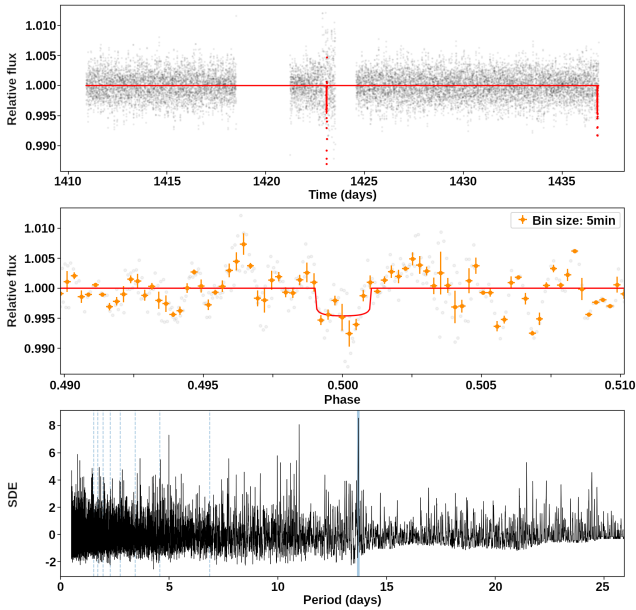 1.010
1.005
1.000
0.995
0.990
Relative flux
1410 1415 1420 1425 1430 1435
Time (days)
Bin size: 5min
1.010
1.005
1.000
0.995
0.990
Relative flux
0.490 0.495 0.500 0.505 0.510
Phase
8
6
4
2
0
−2
SDE
0 5 10 15 20 25
Period (days)